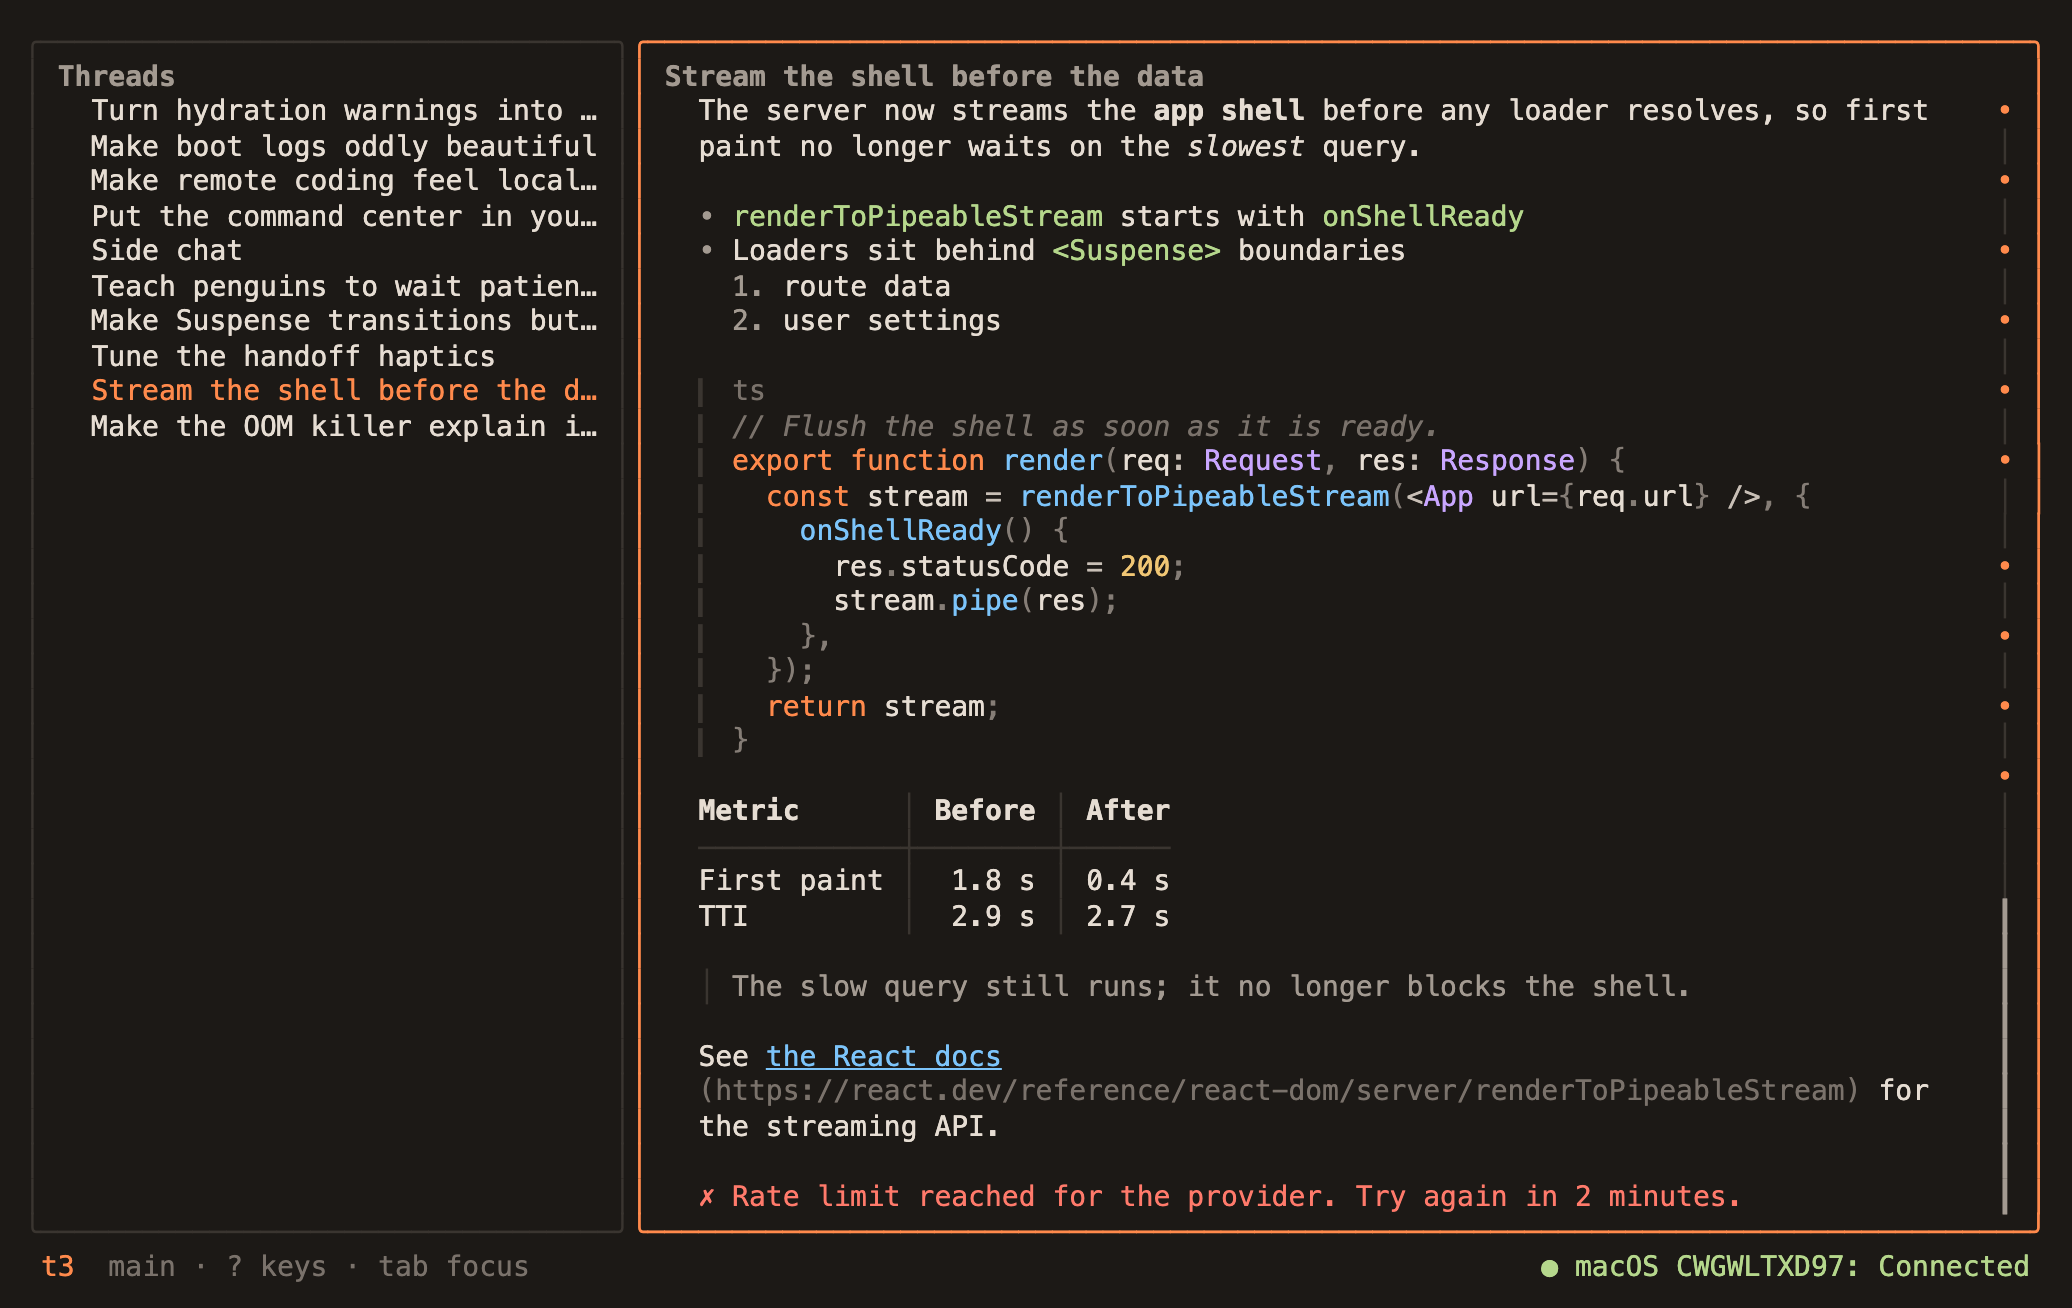 Threads
Turn hydration warnings into …
Make boot logs oddly beautiful
Make remote coding feel local…
Put the command center in you…
Side chat
Teach penguins to wait patien…
Make Suspense transitions but…
Tune the handoff haptics
Stream the shell before the d…
Make the OOM killer explain i…
Stream the shell before the data
The server now streams the app shell before any loader resolves, so first
paint no longer waits on the slowest query.
• renderToPipeableStream starts with onShellReady
• Loaders sit behind <Suspense> boundaries
1. route data
2. user settings
ts
// Flush the shell as soon as it is ready.
export function render(req: Request, res: Response) {
  const stream = renderToPipeableStream(<App url={req.url} />, {
    onShellReady() {
      res.statusCode = 200;
      stream.pipe(res);
    },
  });
  return stream;
}
Metric Before After
First paint 1.8 s 0.4 s
TTI 2.9 s 2.7 s
The slow query still runs; it no longer blocks the shell.
See the React docs
(https://react.dev/reference/react-dom/server/renderToPipeableStream) for
the streaming API.
✗ Rate limit reached for the provider. Try again in 2 minutes.
t3 main · ? keys · tab focus
● macOS CWGWLTXD97: Connected